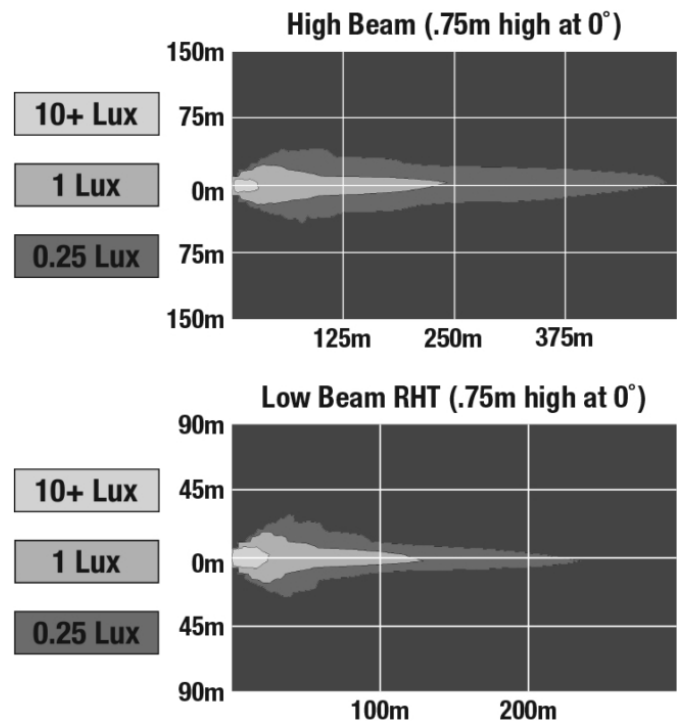 High Beam (.75m high at 0˚)
150m
10+ Lux
75m
1 Lux
0m
0.25 Lux
75m
150m
125m 250m 375m
Low Beam RHT (.75m high at 0˚)
90m
10+ Lux
45m
1 Lux
0m
0.25 Lux
45m
90m
100m 200m